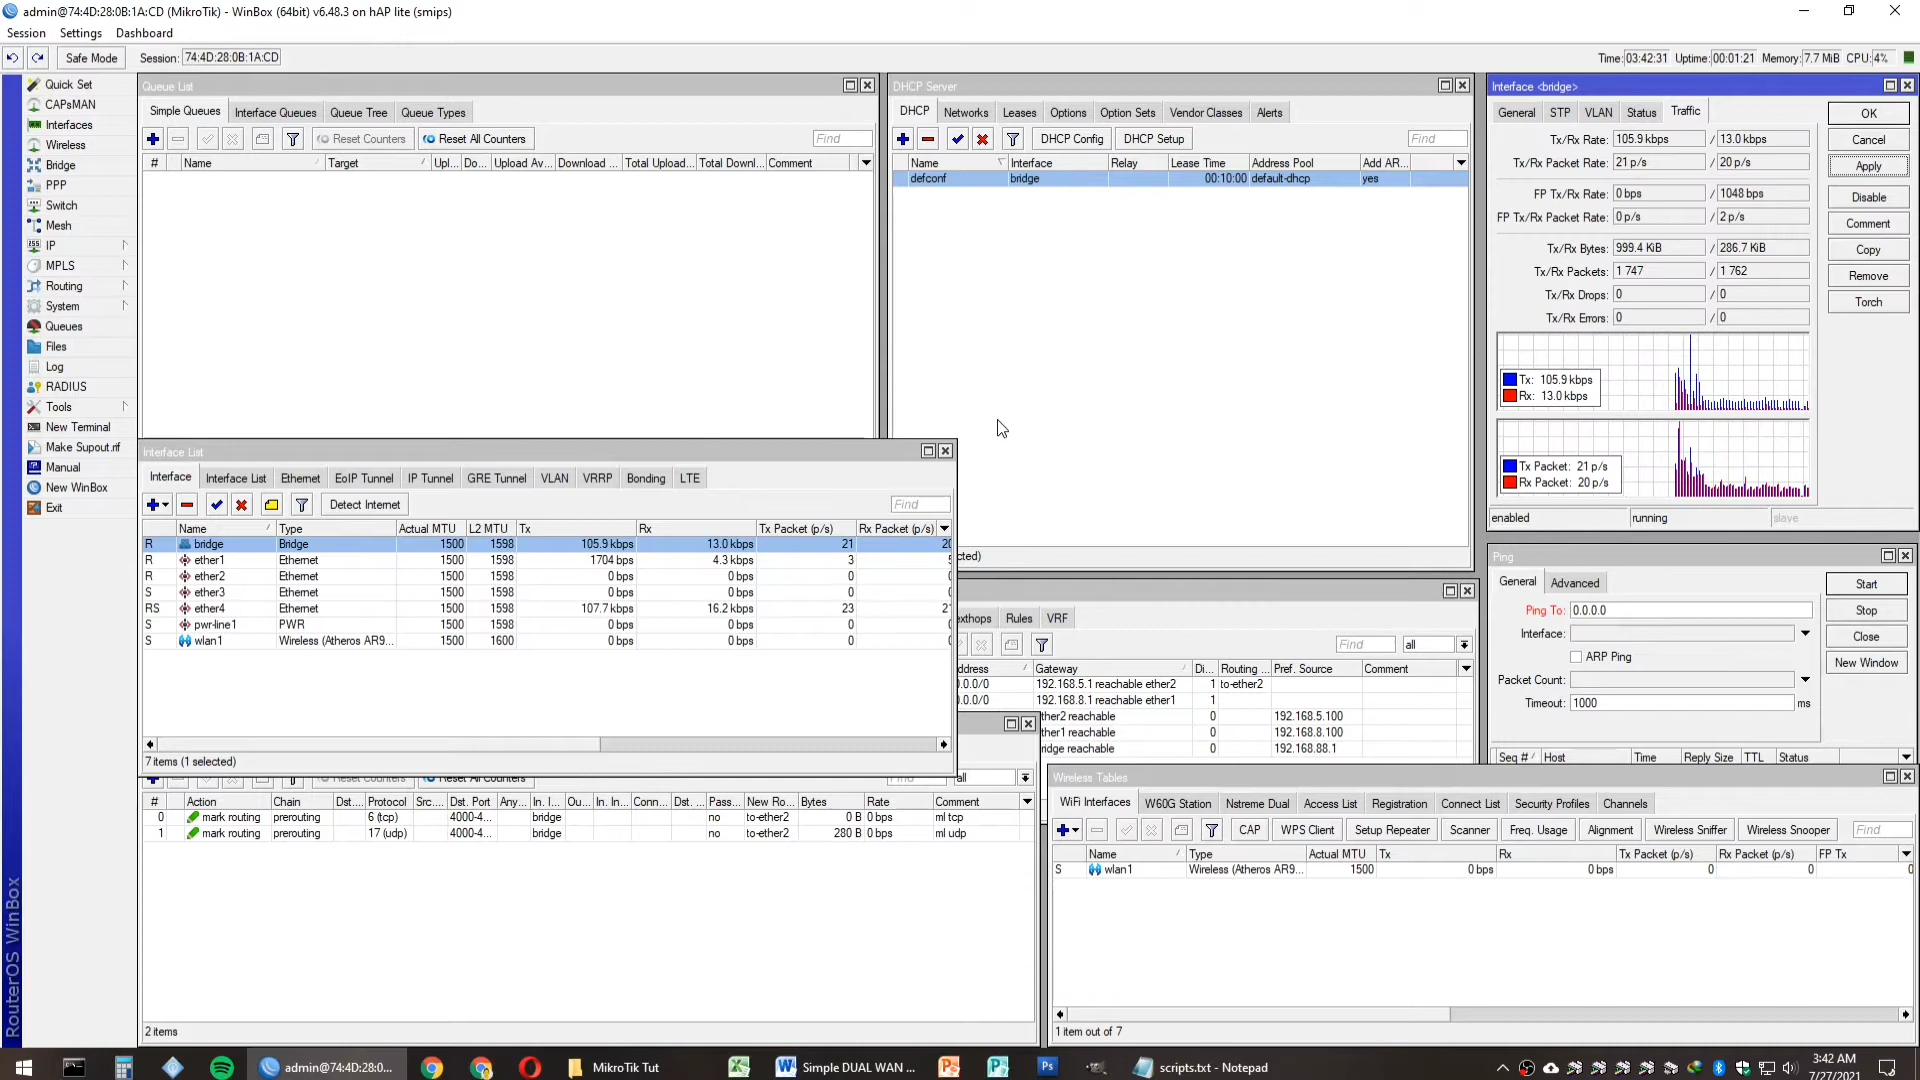 admin@74:4D:28:0B:1A:CD (MikroTik) - WinBox (64bit) v6.48.3 on hAP lite (smips)
Session Settings Dashboard
Safe Mode Session: 74:4D:28:0B:1A:CD Time: 03:42:31 Uptime: 00:01:21 Memory: 7.7 MiB CPU: 4%
Quick Set
CAPsMAN
Interfaces
Wireless
Bridge
PPP
Switch
Mesh
IP
MPLS
Routing
System
Queues
Files
Log
RADIUS
Tools
New Terminal
Make Supout.rif
Manual
New WinBox
Exit
RouterOS WinBox
Queue List
Simple Queues Interface Queues Queue Tree Queue Types
Reset Counters Reset All Counters Find
# Name Target Upl... Do... Upload Av... Download ... Total Upload... Total Downl... Comment
DHCP Server
DHCP Networks Leases Options Option Sets Vendor Classes Alerts
DHCP Config DHCP Setup Find
Name Interface Relay Lease Time Address Pool Add AR...
defconf bridge 00:10:00 default-dhcp yes
cted)
Interface <bridge>
General STP VLAN Status Traffic
Tx/Rx Rate: 105.9 kbps / 13.0 kbps
Tx/Rx Packet Rate: 21 p/s / 20 p/s
FP Tx/Rx Rate: 0 bps / 1048 bps
FP Tx/Rx Packet Rate: 0 p/s / 2 p/s
Tx/Rx Bytes: 999.4 KiB / 286.7 KiB
Tx/Rx Packets: 1 747 / 1 762
Tx/Rx Drops: 0 / 0
Tx/Rx Errors: 0 / 0
Tx: 105.9 kbps
Rx: 13.0 kbps
Tx Packet: 21 p/s
Rx Packet: 20 p/s
enabled running slave
OK
Cancel
Apply
Disable
Comment
Copy
Remove
Torch
Interface List
Interface Interface List Ethernet EoIP Tunnel IP Tunnel GRE Tunnel VLAN VRRP Bonding LTE
Detect Internet Find
Name Type Actual MTU L2 MTU Tx Rx Tx Packet (p/s) Rx Packet (p/s)
R bridge Bridge 1500 1598 105.9 kbps 13.0 kbps 21 20
R ether1 Ethernet 1500 1598 1704 bps 4.3 kbps 3
R ether2 Ethernet 1500 1598 0 bps 0 bps 0
S ether3 Ethernet 1500 1598 0 bps 0 bps 0
RS ether4 Ethernet 1500 1598 107.7 kbps 16.2 kbps 23
S pwr-line1 PWR 1500 1598 0 bps 0 bps 0
S wlan1 Wireless (Atheros AR9... 1500 1600 0 bps 0 bps 0
7 items (1 selected)
exthops Rules VRF
Find all
ddress Gateway Di... Routing ... Pref. Source Comment
0.0.0/0 192.168.5.1 reachable ether2 1 to-ether2
0.0.0/0 192.168.8.1 reachable ether1 1
ther2 reachable 0 192.168.5.100
ther1 reachable 0 192.168.8.100
ridge reachable 0 192.168.88.1
Ping
General Advanced
Ping To: 0.0.0.0
Interface:
ARP Ping
Packet Count:
Timeout: 1000 ms
Start
Stop
Close
New Window
Seq # Host Time Reply Size TTL Status
Reset Counters Reset All Counters Find all
# Action Chain Dst.... Protocol Src.... Dst. Port Any... In. I... Ou... In. In... Conn... Dst. ... Pass... New Ro... Bytes Rate Comment
0 mark routing prerouting 6 (tcp) 4000-4... bridge no to-ether2 0 B 0 bps ml tcp
1 mark routing prerouting 17 (udp) 4000-4... bridge no to-ether2 280 B 0 bps ml udp
2 items
Wireless Tables
WiFi Interfaces W60G Station Nstreme Dual Access List Registration Connect List Security Profiles Channels
CAP WPS Client Setup Repeater Scanner Freq. Usage Alignment Wireless Sniffer Wireless Snooper Find
Name Type Actual MTU Tx Rx Tx Packet (p/s) Rx Packet (p/s) FP Tx
S wlan1 Wireless (Atheros AR9... 1500 0 bps 0 bps 0 0 0
1 item out of 7
admin@74:4D:28:0... MikroTik Tut Simple DUAL WAN ... scripts.txt - Notepad 3:42 AM
7/27/2021